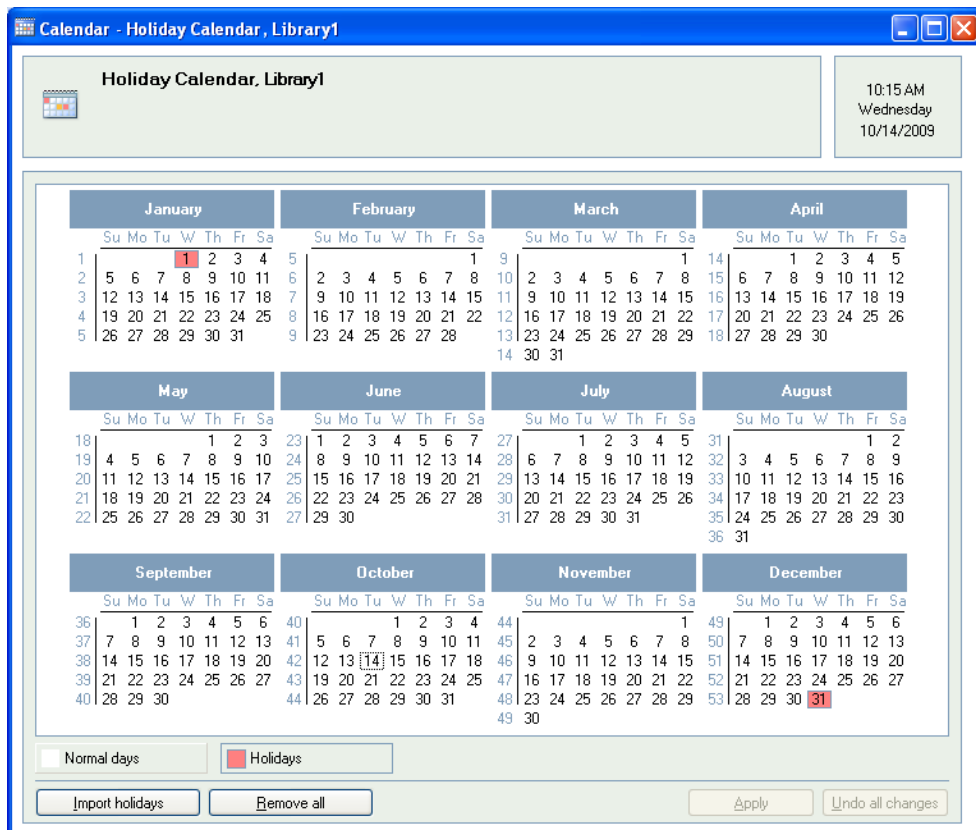 Calendar - Holiday Calendar , Library1
Holiday Calendar, Library1
10:15 AM
Wednesday
10/14/2009
January February March April
Su Mo Tu W Th Fr Sa Su Mo Tu W Th Fr Sa Su Mo Tu W Th Fr Sa Su Mo Tu W Th Fr Sa
1 1 2 3 4 5 1 9 1 14 1 2 3 4 5
2 5 6 7 8 9 10 11 6 2 3 4 5 6 7 8 10 2 3 4 5 6 7 8 15 6 7 8 9 10 11 12
3 12 13 14 15 16 17 18 7 9 10 11 12 13 14 15 11 9 10 11 12 13 14 15 16 13 14 15 16 17 18 19
4 19 20 21 22 23 24 25 8 16 17 18 19 20 21 22 12 16 17 18 19 20 21 22 17 20 21 22 23 24 25 26
5 26 27 28 29 30 31 9 23 24 25 26 27 28 13 23 24 25 26 27 28 29 18 27 28 29 30
14 30 31
May June July August
Su Mo Tu W Th Fr Sa Su Mo Tu W Th Fr Sa Su Mo Tu W Th Fr Sa Su Mo Tu W Th Fr Sa
18 1 2 3 23 1 2 3 4 5 6 7 27 1 2 3 4 5 31 1 2
19 4 5 6 7 8 9 10 24 8 9 10 11 12 13 14 28 6 7 8 9 10 11 12 32 3 4 5 6 7 8 9
20 11 12 13 14 15 16 17 25 15 16 17 18 19 20 21 29 13 14 15 16 17 18 19 33 10 11 12 13 14 15 16
21 18 19 20 21 22 23 24 26 22 23 24 25 26 27 28 30 20 21 22 23 24 25 26 34 17 18 19 20 21 22 23
22 25 26 27 28 29 30 31 27 29 30 31 27 28 29 30 31 35 24 25 26 27 28 29 30
36 31
September October November December
Su Mo Tu W Th Fr Sa Su Mo Tu W Th Fr Sa Su Mo Tu W Th Fr Sa Su Mo Tu W Th Fr Sa
36 1 2 3 4 5 6 40 1 2 3 4 44 1 49 1 2 3 4 5 6
37 7 8 9 10 11 12 13 41 5 6 7 8 9 10 11 45 2 3 4 5 6 7 8 50 7 8 9 10 11 12 13
38 14 15 16 17 18 19 20 42 12 13 14 15 16 17 18 46 9 10 11 12 13 14 15 51 14 15 16 17 18 19 20
39 21 22 23 24 25 26 27 43 19 20 21 22 23 24 25 47 16 17 18 19 20 21 22 52 21 22 23 24 25 26 27
40 28 29 30 44 26 27 28 29 30 31 48 23 24 25 26 27 28 29 53 28 29 30 31
49 30
Normal days Holidays
Import holidays Remove all Apply Undo all changes